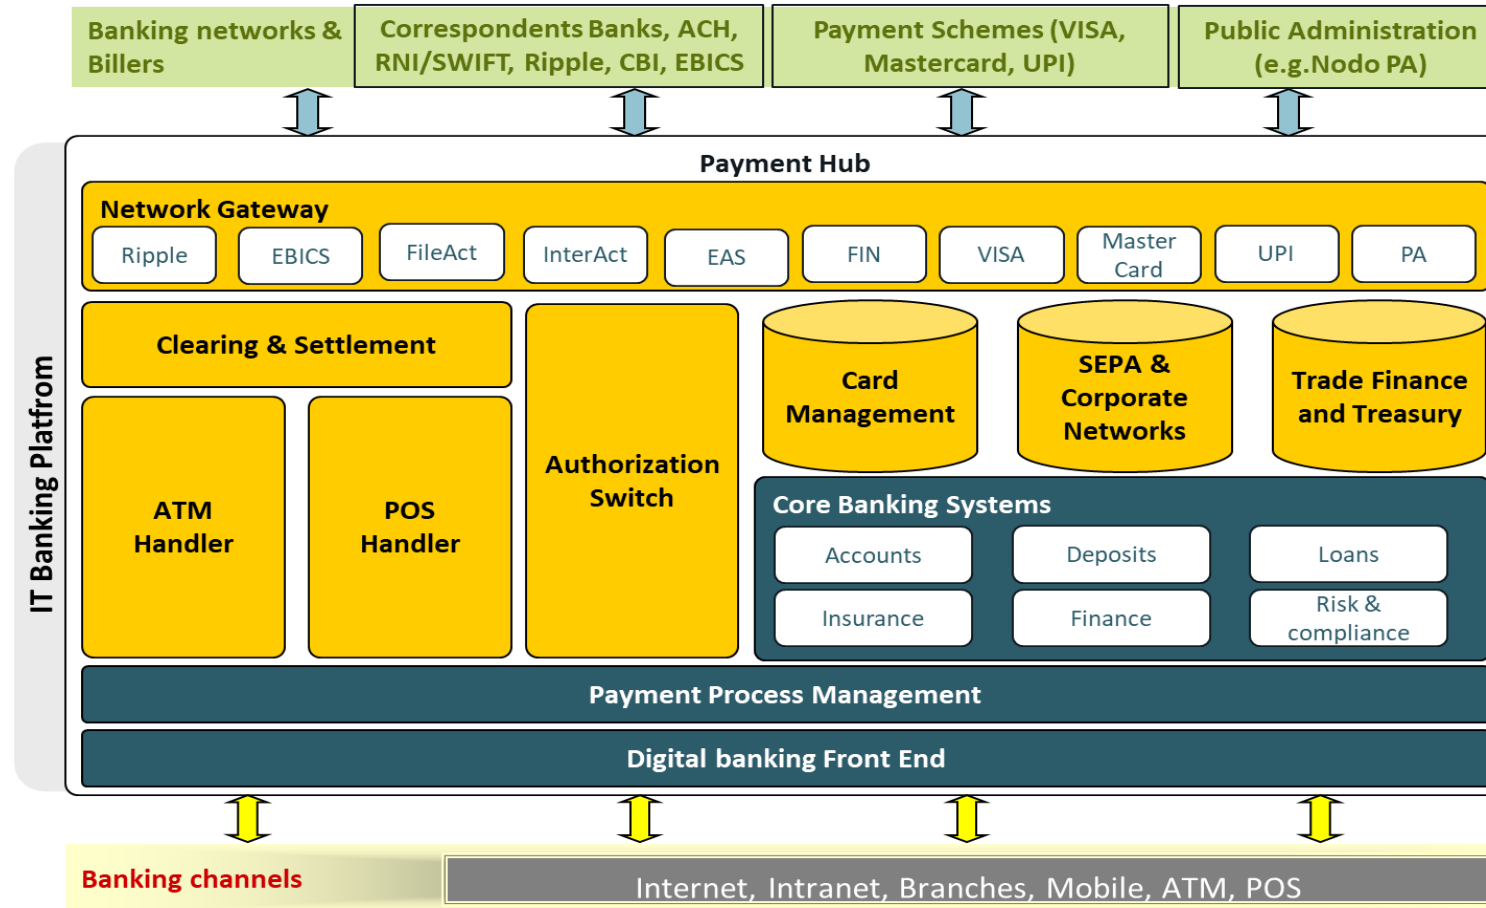 Banking networks &
Billers
Correspondents Banks, ACH,
RNI/SWIFT, Ripple, CBI, EBICS
Payment Schemes (VISA,
Mastercard, UPI)
Public Administration
(e.g.Nodo PA)
IT Banking Platfrom
Payment Hub
Network Gateway
Ripple
EBICS
FileAct
InterAct
EAS
FIN
VISA
Master
Card
UPI
PA
Clearing & Settlement
ATM
Handler
POS
Handler
Authorization
Switch
Card
Management
SEPA &
Corporate
Networks
Trade Finance
and Treasury
Core Banking Systems
Accounts
Deposits
Loans
Insurance
Finance
Risk &
compliance
Payment Process Management
Digital banking Front End
Banking channels
Internet, Intranet, Branches, Mobile, ATM, POS